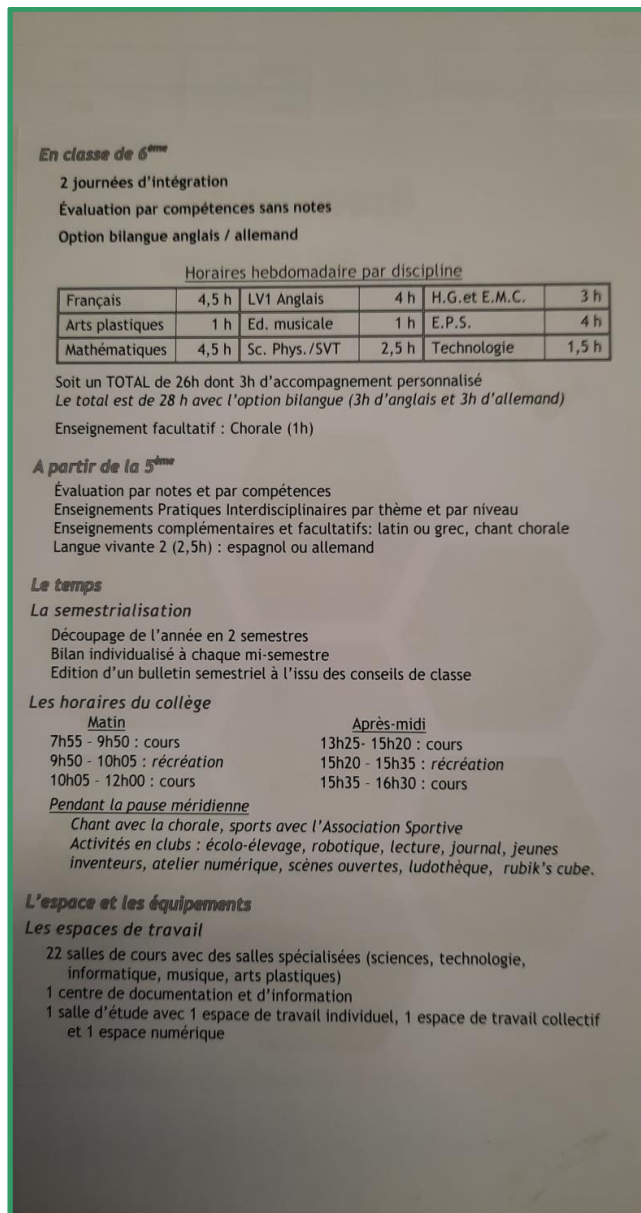 En classe de 6ème
2 journées d'intégration
Évaluation par compétences sans notes
Option bilangue anglais / allemand
Horaires hebdomadaire par discipline
Français 4,5 h LV1 Anglais 4 h H.G.et E.M.C. 3 h
Arts plastiques 1 h Ed. musicale 1 h E.P.S. 4 h
Mathématiques 4,5 h Sc. Phys./SVT 2,5 h Technologie 1,5 h
Soit un TOTAL de 26h dont 3h d'accompagnement personnalisé
Le total est de 28 h avec l'option bilangue (3h d'anglais et 3h d'allemand)
Enseignement facultatif : Chorale (1h)
A partir de la 5ème
Évaluation par notes et par compétences
Enseignements Pratiques Interdisciplinaires par thème et par niveau
Enseignements complémentaires et facultatifs: latin ou grec, chant chorale
Langue vivante 2 (2,5h) : espagnol ou allemand
Le temps
La semestrialisation
Découpage de l'année en 2 semestres
Bilan individualisé à chaque mi-semestre
Edition d'un bulletin semestriel à l'issu des conseils de classe
Les horaires du collège
Matin Après-midi
7h55 - 9h50 : cours 13h25- 15h20 : cours
9h50 - 10h05 : récréation 15h20 - 15h35 : récréation
10h05 - 12h00 : cours 15h35 - 16h30 : cours
Pendant la pause méridienne
Chant avec la chorale, sports avec l'Association Sportive
Activités en clubs : écolo-élevage, robotique, lecture, journal, jeunes
inventeurs, atelier numérique, scènes ouvertes, ludothèque, rubik's cube.
L'espace et les équipements
Les espaces de travail
22 salles de cours avec des salles spécialisées (sciences, technologie,
informatique, musique, arts plastiques)
1 centre de documentation et d'information
1 salle d'étude avec 1 espace de travail individuel, 1 espace de travail collectif
et 1 espace numérique